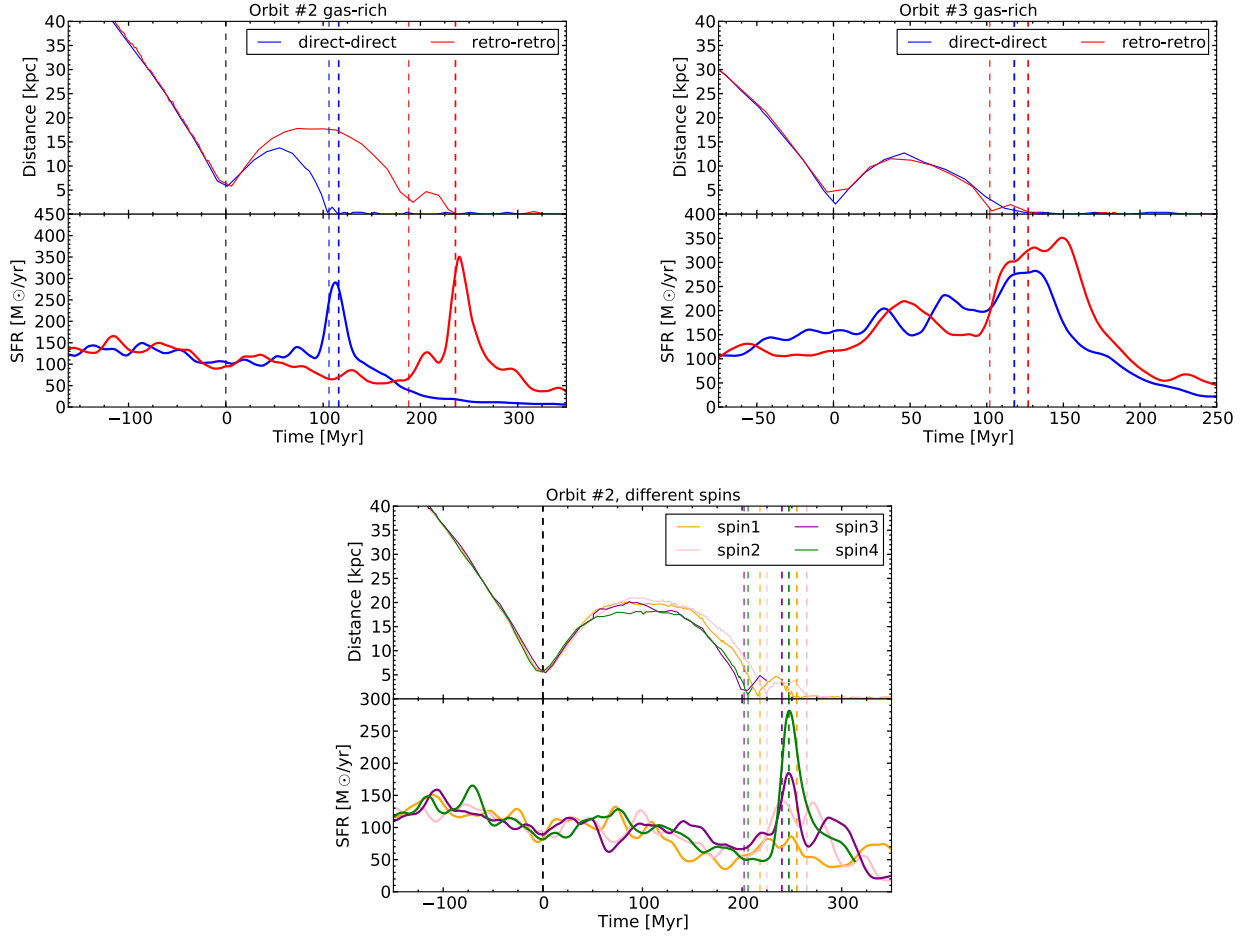 Orbit #2 gas-rich
direct-direct retro-retro
Distance [kpc]
40
35
30
25
20
15
10
5
450
400
350
300
250
200
150
100
50
0
SFR [M⊙/yr]
−100 0 100 200 300
Time [Myr]
Orbit #3 gas-rich
direct-direct retro-retro
Distance [kpc]
40
35
30
25
20
15
10
5
400
350
300
250
200
150
100
50
0
SFR [M⊙/yr]
−50 0 50 100 150 200 250
Time [Myr]
Orbit #2, different spins
spin1 spin3
spin2 spin4
Distance [kpc]
40
35
30
25
20
15
10
5
300
250
200
150
100
50
0
SFR [M⊙/yr]
−100 0 100 200 300
Time [Myr]